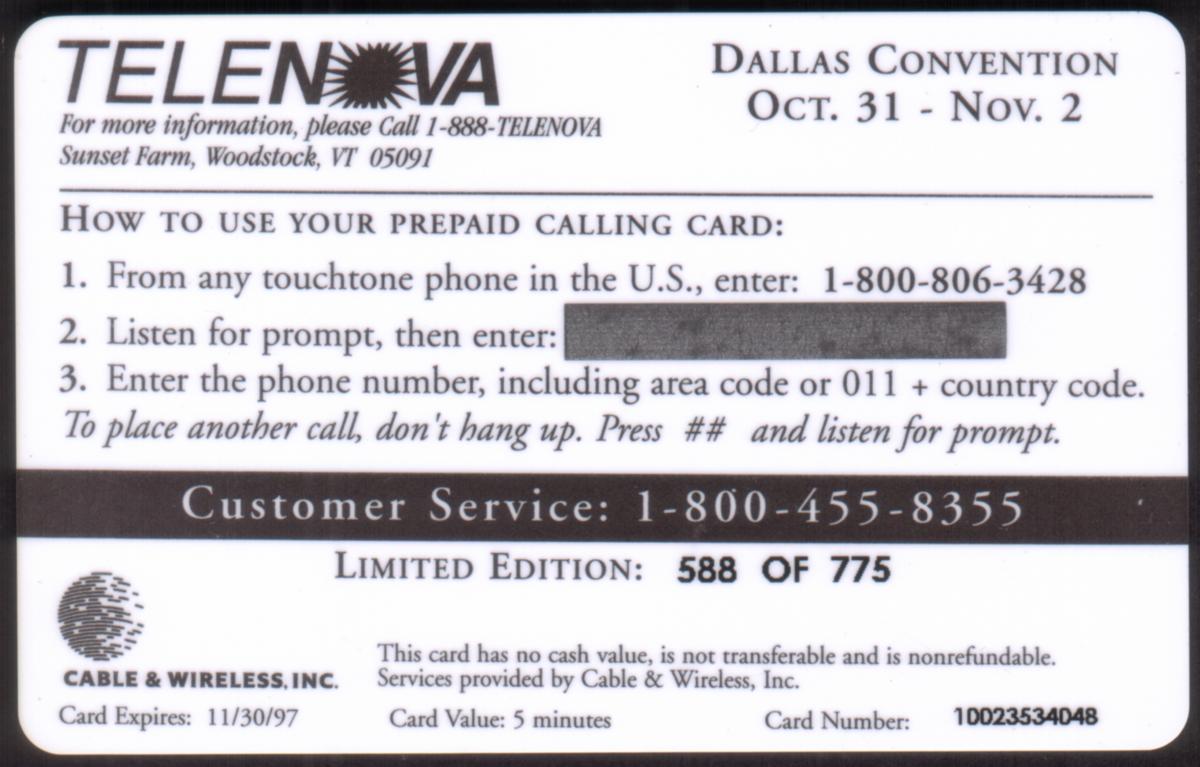 TELENOVA
For more information, please Call 1-888-TELENOVA
Sunset Farm, Woodstock, VT 05091
DALLAS CONVENTION
OCT. 31 - NOV. 2
HOW TO USE YOUR PREPAID CALLING CARD:
1. From any touchtone phone in the U.S., enter: 1-800-806-3428
2. Listen for prompt, then enter:
3. Enter the phone number, including area code or 011 + country code.
To place another call, don't hang up. Press ## and listen for prompt.
Customer Service: 1-800-455-8355
LIMITED EDITION: 588 OF 775
CABLE & WIRELESS, INC.
This card has no cash value, is not transferable and is nonrefundable.
Services provided by Cable & Wireless, Inc.
Card Expires: 11/30/97 Card Value: 5 minutes Card Number: 10023534048